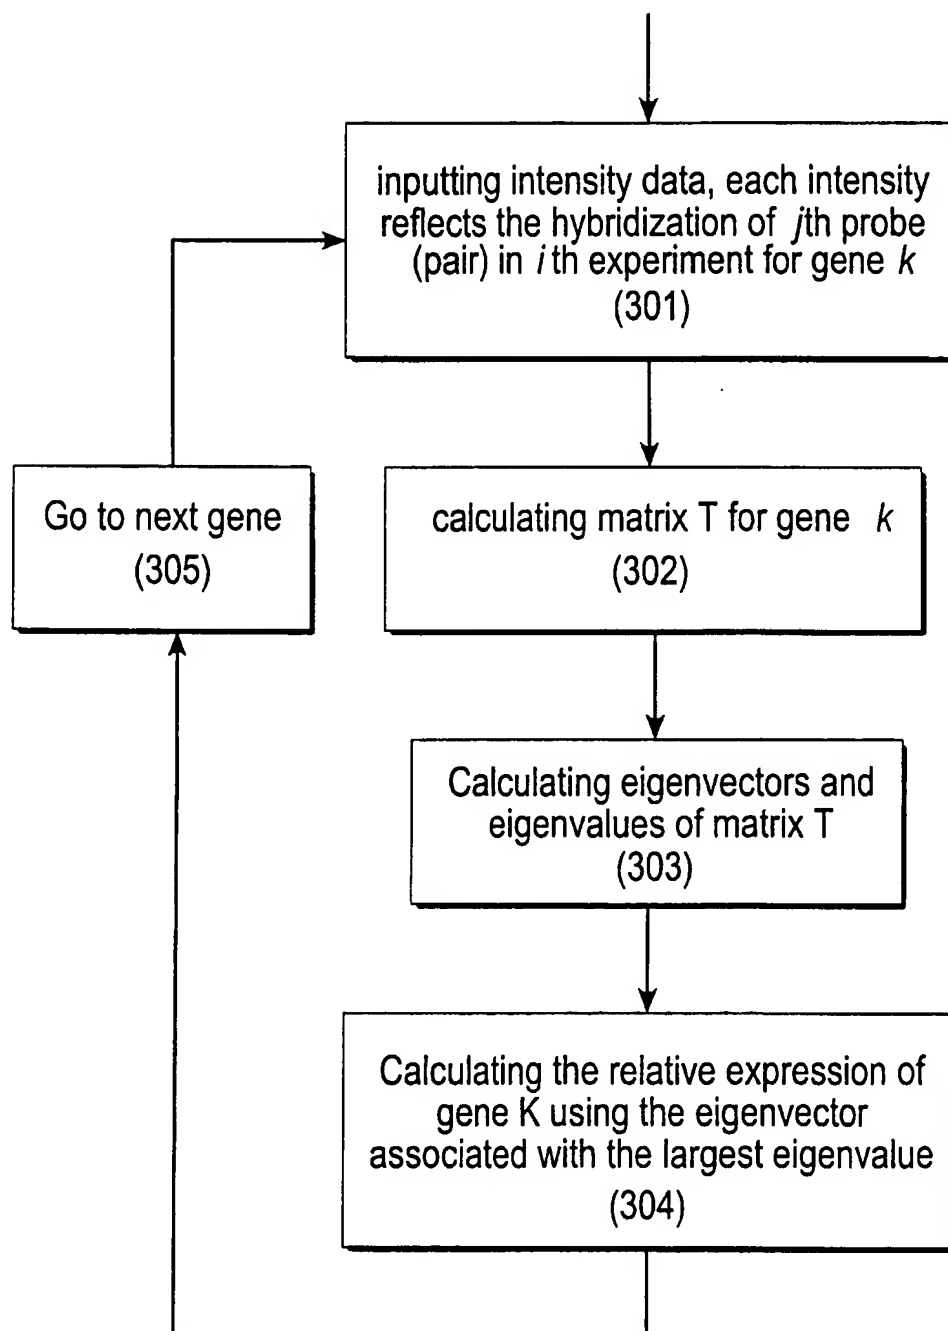 inputting intensity data, each intensity
reflects the hybridization of jth probe
(pair) in i th experiment for gene k
(301)
Go to next gene
(305)
calculating matrix T for gene k
(302)
Calculating eigenvectors and
eigenvalues of matrix T
(303)
Calculating the relative expression of
gene K using the eigenvector
associated with the largest eigenvalue
(304)